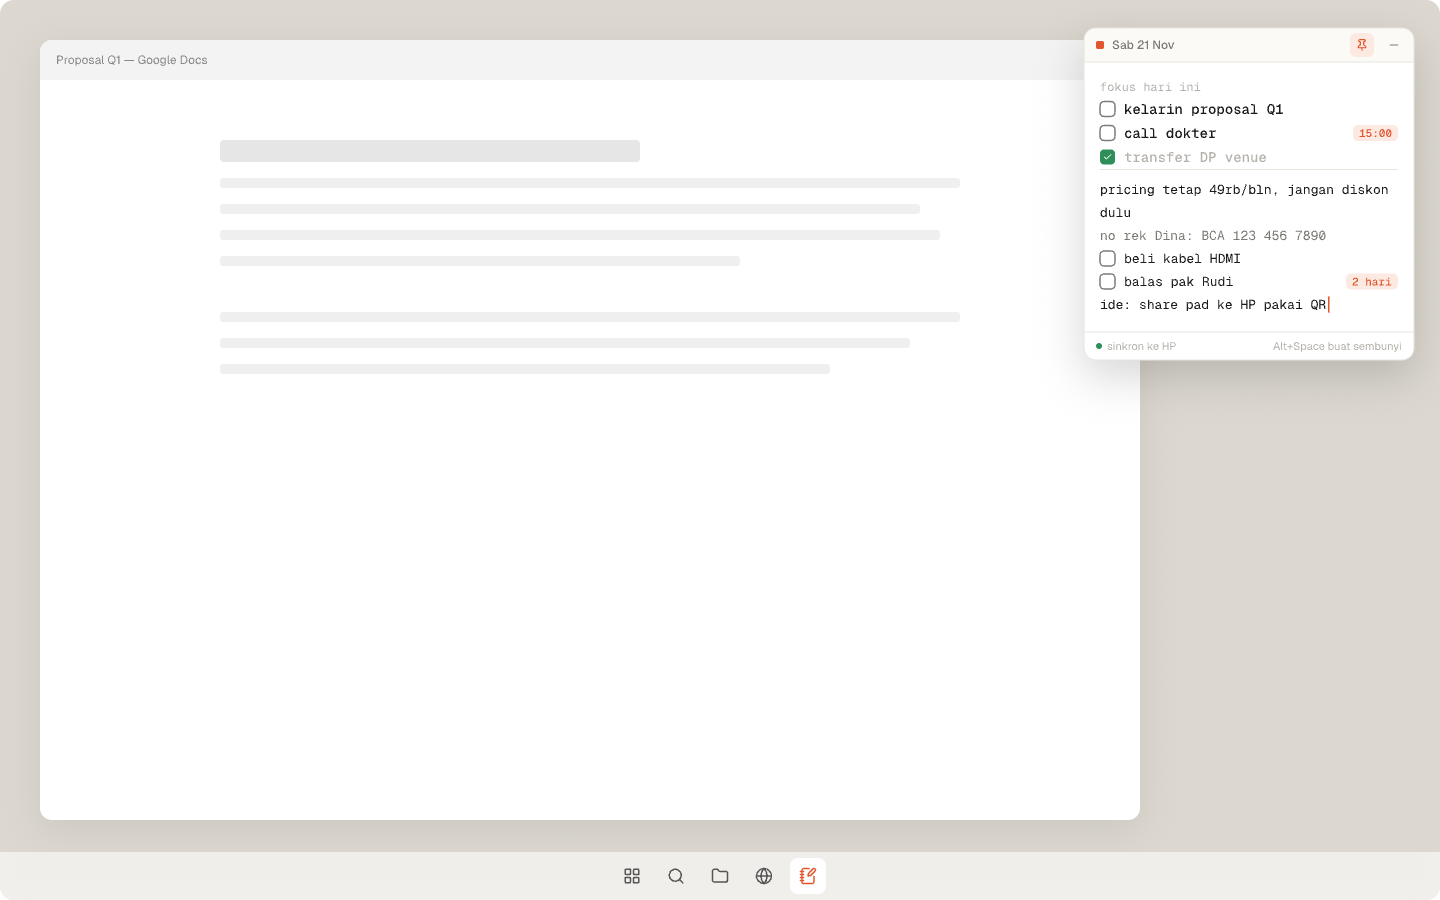 Proposal Q1 — Google Docs
Sab 21 Nov
fokus hari ini
kelarin proposal Q1
call dokter 15:00
transfer DP venue
pricing tetap 49rb/bln, jangan diskon
dulu
no rek Dina: BCA 123 456 7890
beli kabel HDMI
balas pak Rudi 2 hari
ide: share pad ke HP pakai QR
sinkron ke HP Alt+Space buat sembunyi